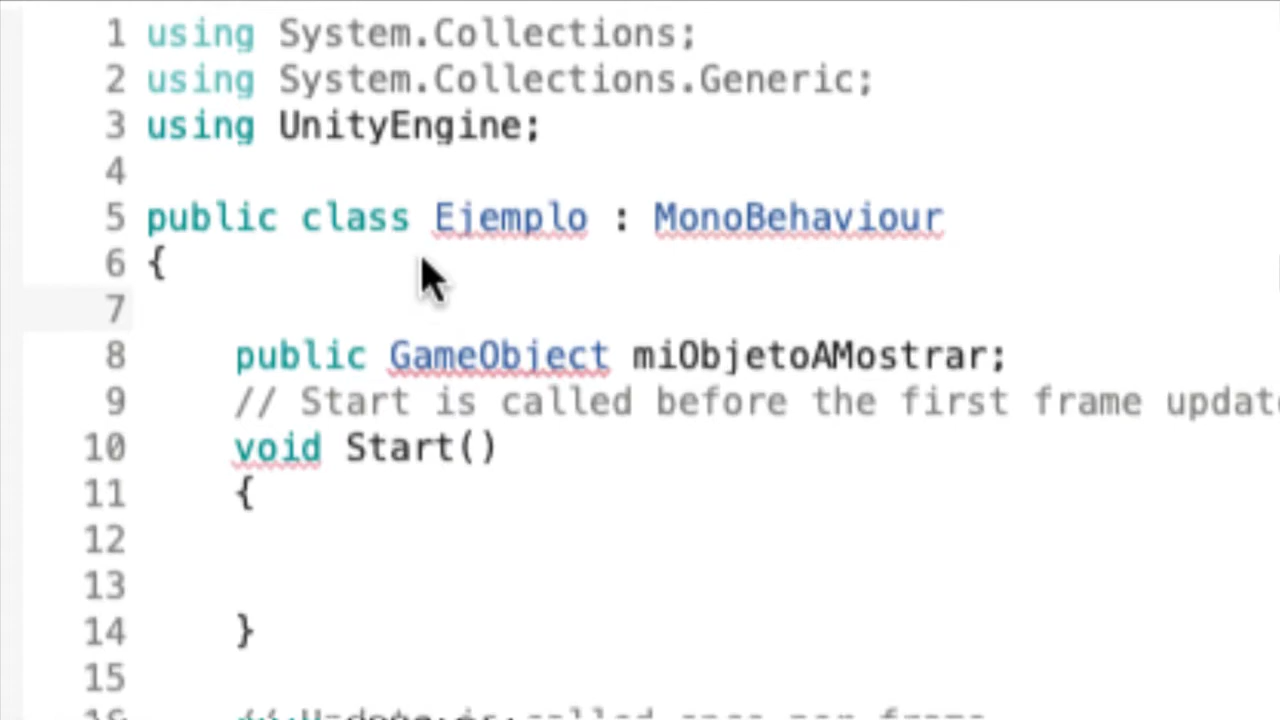 1 using System.Collections;
2 using System.Collections.Generic;
3 using UnityEngine;
4
5 public class Ejemplo : MonoBehaviour
6 {
7
8 public GameObject miObjetoAMostrar;
9 // Start is called before the first frame updat
10 void Start()
11 {
12
13
14 }
15